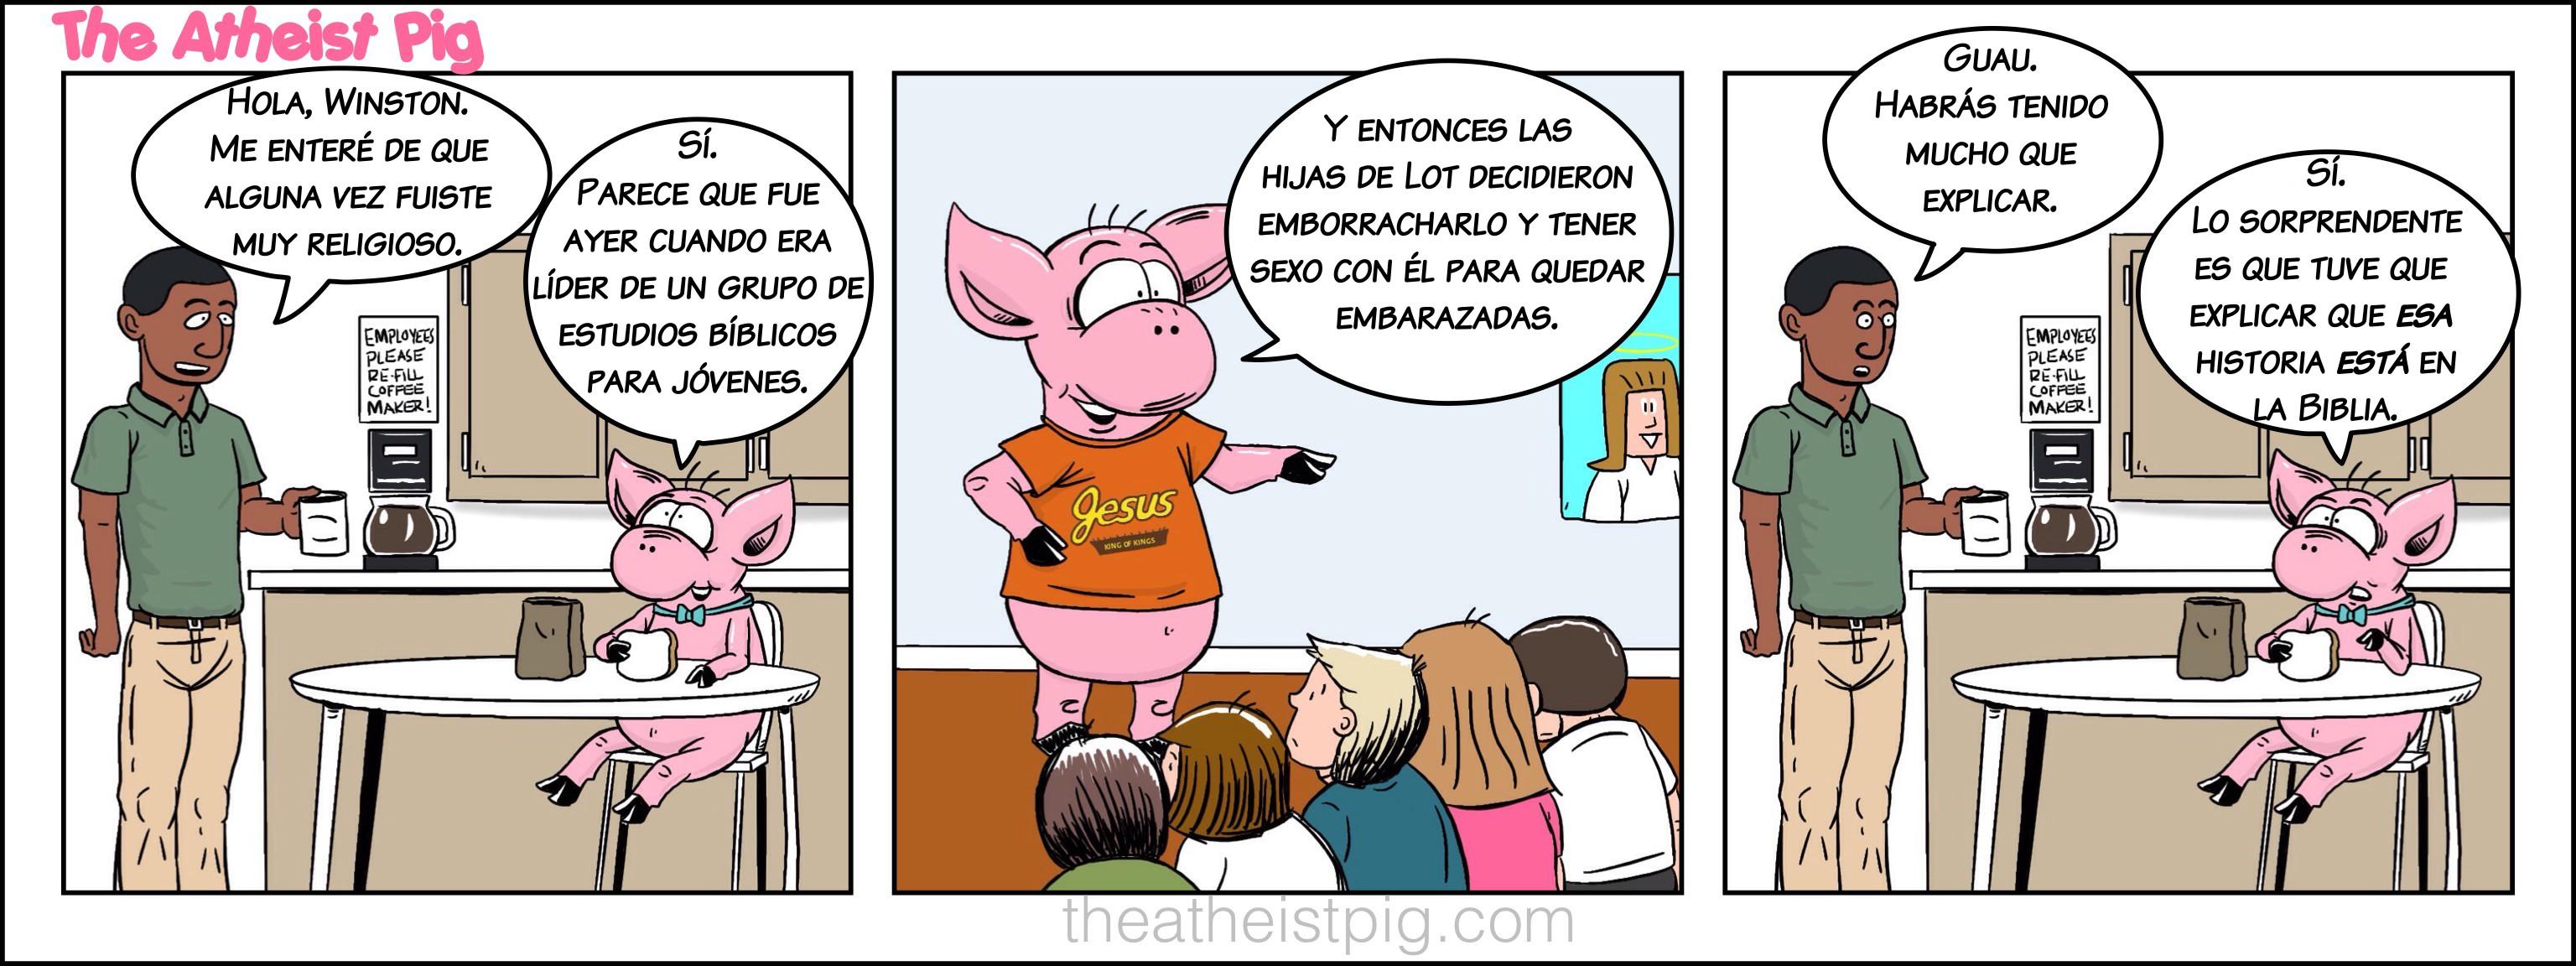 The Atheist Pig
HOLA, WINSTON.
ME ENTERÉ DE QUE
ALGUNA VEZ FUISTE
MUY RELIGIOSO.
SÍ.
PARECE QUE FUE
AYER CUANDO ERA
LÍDER DE UN GRUPO DE
ESTUDIOS BÍBLICOS
PARA JÓVENES.
EMPLOYEES
PLEASE
RE-FILL
COFFEE
MAKER!
Y ENTONCES LAS
HIJAS DE LOT DECIDIERON
EMBORRACHARLO Y TENER
SEXO CON ÉL PARA QUEDAR
EMBARAZADAS.
Jesus
KING OF KINGS
GUAU.
HABRÁS TENIDO
MUCHO QUE
EXPLICAR.
SÍ.
LO SORPRENDENTE
ES QUE TUVE QUE
EXPLICAR QUE ESA
HISTORIA ESTÁ EN
LA BIBLIA.
EMPLOYEES
PLEASE
RE-FILL
COFFEE
MAKER!
theatheistpig.com